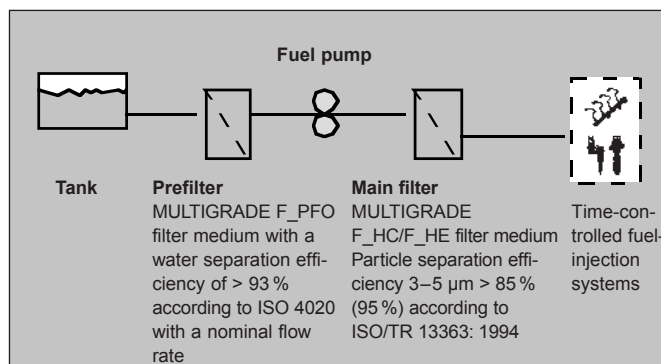 Fuel pump
Tank
Prefilter
MULTIGRADE F_PFO
filter medium with a
water separation effi-
ciency of > 93 %
according to ISO 4020
with a nominal flow
rate
Main filter
MULTIGRADE
F_HC/F_HE filter medium
Particle separation effi-
ciency 3–5 µm > 85 %
(95 %) according to
ISO/TR 13363: 1994
Time-con-
trolled fuel-
injection
systems